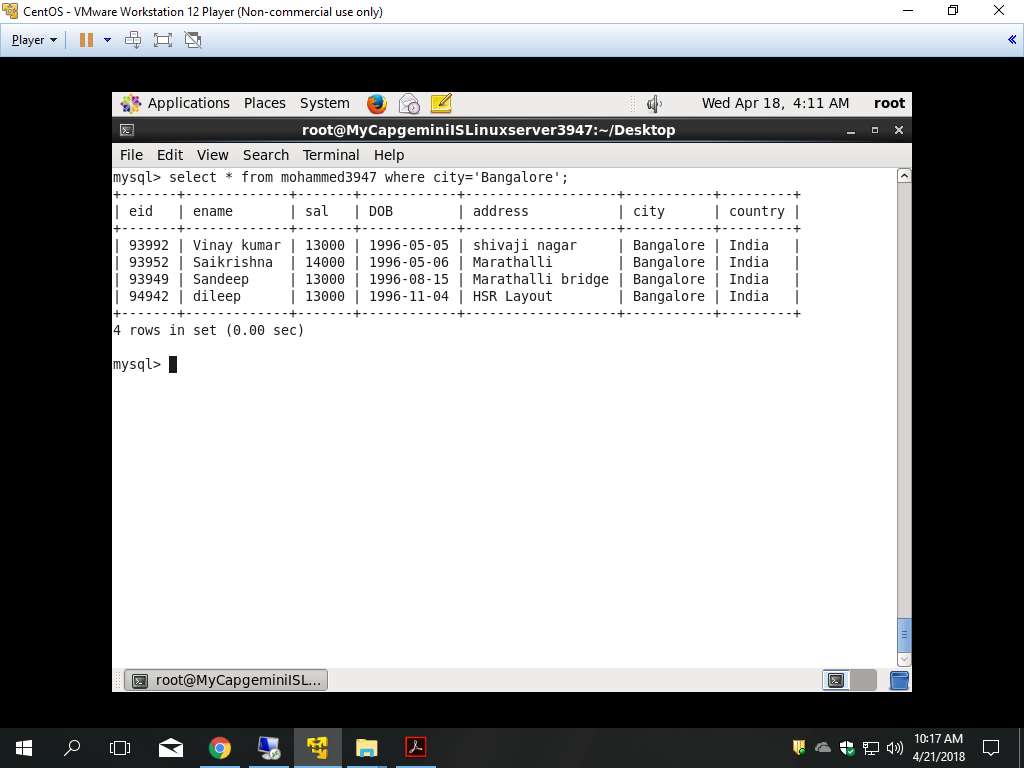 CentOS - VMware Workstation 12 Player (Non-commercial use only)
Player
Applications Places System Wed Apr 18, 4:11 AM root
root@MyCapgeminiISLinuxserver3947:~/Desktop
File Edit View Search Terminal Help
mysql> select * from mohammed3947 where city='Bangalore';
+-------+-------------+-------+------------+-------------------+-----------+---------+
| eid   | ename       | sal   | DOB        | address           | city      | country |
+-------+-------------+-------+------------+-------------------+-----------+---------+
| 93992 | Vinay kumar | 13000 | 1996-05-05 | shivaji nagar     | Bangalore | India   |
| 93952 | Saikrishna  | 14000 | 1996-05-06 | Marathalli        | Bangalore | India   |
| 93949 | Sandeep     | 13000 | 1996-08-15 | Marathalli bridge | Bangalore | India   |
| 94942 | dileep      | 13000 | 1996-11-04 | HSR Layout        | Bangalore | India   |
+-------+-------------+-------+------------+-------------------+-----------+---------+
4 rows in set (0.00 sec)
mysql>
root@MyCapgeminiISL...
10:17 AM
4/21/2018